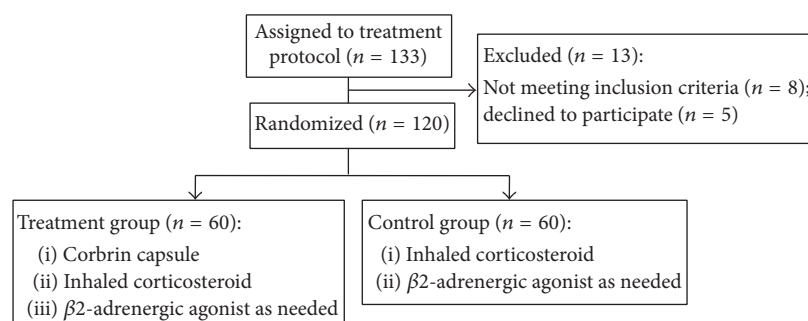 Assigned to treatment
protocol (n = 133)
Excluded (n = 13):
Not meeting inclusion criteria (n = 8);
declined to participate (n = 5)
Randomized (n = 120)
Treatment group (n = 60):
(i) Corbrin capsule
(ii) Inhaled corticosteroid
(iii) β2-adrenergic agonist as needed
Control group (n = 60):
(i) Inhaled corticosteroid
(ii) β2-adrenergic agonist as needed